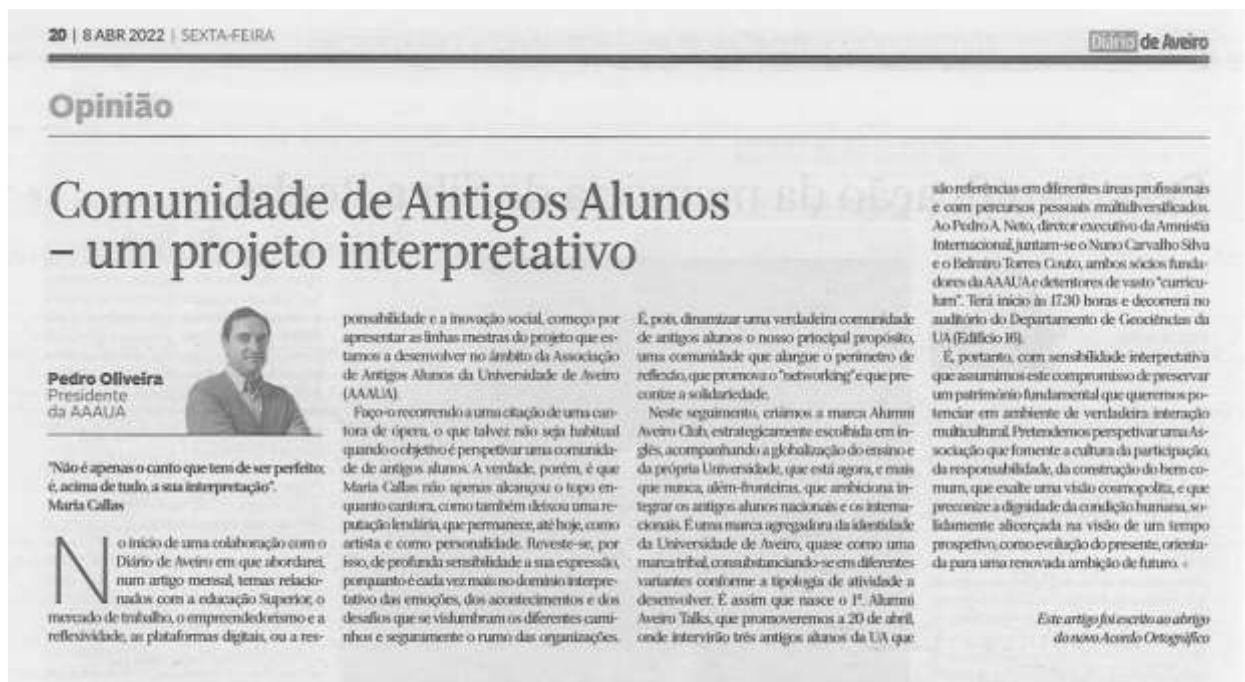 20 | 8 ABR 2022 | SEXTA-FEIRA
Diário de Aveiro
Opinião
Comunidade de Antigos Alunos
– um projeto interpretativo
Pedro Oliveira
Presidente
da AAAUA
"Não é apenas o canto que tem de ser perfeito;
é, acima de tudo, a sua interpretação".
Maria Callas
No início de uma colaboração com o
Diário de Aveiro em que abordarei,
num artigo mensal, temas relacio-
nados com a educação Superior, o
mercado de trabalho, o empreendedorismo e a
reflexividade, as plataformas digitais, ou a res-
ponsabilidade e a inovação social, começo por
apresentar as linhas mestras do projeto que es-
tamos a desenvolver no âmbito da Associação
de Antigos Alunos da Universidade de Aveiro
(AAAUA).
Faço-o recorrendo a uma citação de uma can-
tora de ópera, o que talvez não seja habitual
quando o objetivo é perspetivar uma comunida-
de de antigos alunos. A verdade, porém, é que
Maria Callas não apenas alcançou o topo en-
quanto cantora, como também deixou uma re-
putação lendária, que permanece, até hoje, como
artista e como personalidade. Reveste-se, por
isso, de profunda sensibilidade a sua expressão,
porquanto é cada vez mais no domínio interpre-
tativo das emoções, dos acontecimentos e dos
desafios que se vislumbram os diferentes cami-
nhos e seguramente o rumo das organizações.
É, pois, dinamizar uma verdadeira comunidade
de antigos alunos o nosso principal propósito,
uma comunidade que alargue o perímetro de
reflexão, que promova o "networking" e que pre-
conize a solidariedade.
Neste seguimento, criámos a marca Alumni
Aveiro Club, estrategicamente escolhida em in-
glês, acompanhando a globalização do ensino e
da própria Universidade, que está agora, e mais
que nunca, além-fronteiras, que ambiciona in-
tegrar os antigos alunos nacionais e os interna-
cionais. É uma marca agregadora da identidade
da Universidade de Aveiro, quase como uma
marca tribal, consubstanciando-se em diferentes
variantes conforme a tipologia de atividade a
desenvolver. É assim que nasce o 1º. Alumni
Aveiro Talks, que promoveremos a 20 de abril,
onde intervirão três antigos alunos da UA que
são referências em diferentes áreas profissionais
e com percursos pessoais multidiversificados.
Ao Pedro A. Neto, diretor executivo da Amnistia
Internacional, juntam-se o Nuno Carvalho Silva
e o Belmiro Torres Couto, ambos sócios funda-
dores da AAAUA e detentores de vasto "curricu-
lum". Terá início às 17.30 horas e decorrerá no
auditório do Departamento de Geociências da
UA (Edifício 16).
É, portanto, com sensibilidade interpretativa
que assumimos este compromisso de preservar
um património fundamental que queremos po-
tenciar em ambiente de verdadeira interação
multicultural. Pretendemos perspetivar uma As-
sociação que fomente a cultura da participação,
da responsabilidade, da construção do bem co-
mum, que exalte uma visão cosmopolita, e que
preconize a dignidade da condição humana, so-
lidamente alicerçada na visão de um tempo
prospetivo, como evolução do presente, orienta-
da para uma renovada ambição de futuro.
Este artigo foi escrito ao abrigo
do novo Acordo Ortográfico